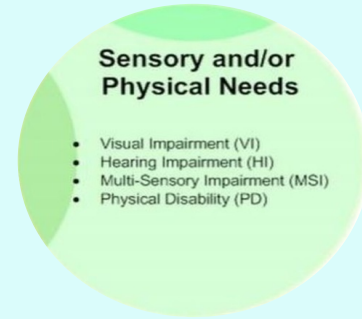 Sensory and/or
Physical Needs
• Visual Impairment (VI)
• Hearing Impairment (HI)
• Multi-Sensory Impairment (MSI)
• Physical Disability (PD)